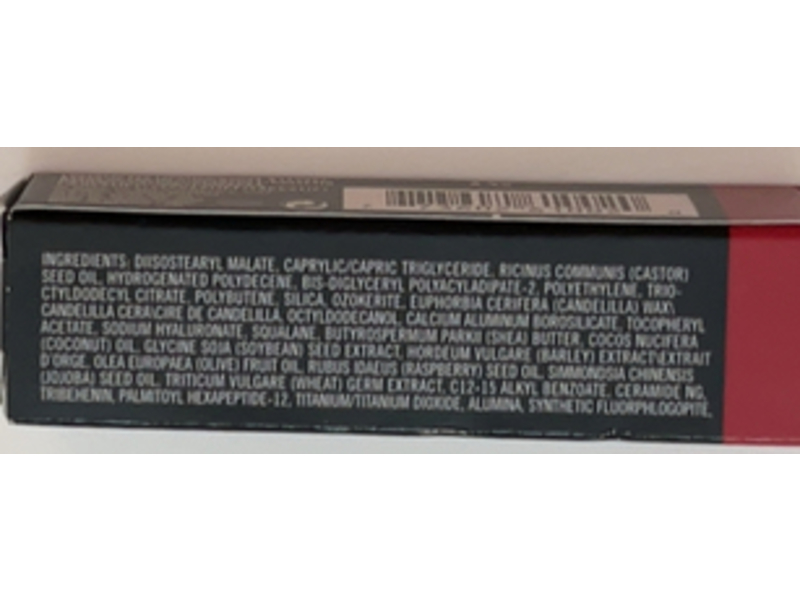 INGREDIENTS: DIISOSTEARYL MALATE, CAPRYLIC/CAPRIC TRIGLYCERIDE, RICINUS COMMUNIS (CASTOR)
SEED OIL, HYDROGENATED POLYDECENE, BIS-DIGLYCERYL POLYACYLADIPATE-2, POLYETHYLENE, TRIO-
CTYLDODECYL CITRATE, POLYBUTENE, SILICA, OZOKERITE, EUPHORBIA CERIFERA (CANDELILLA) WAX\
CANDELILLA CERA\CIRE DE CANDELILLA, OCTYLDODECANOL, CALCIUM ALUMINUM BOROSILICATE, TOCOPHERYL
ACETATE, SODIUM HYALURONATE, SQUALANE, BUTYROSPERMUM PARKII (SHEA) BUTTER, COCOS NUCIFERA
(COCONUT) OIL, GLYCINE SOJA (SOYBEAN) SEED EXTRACT, HORDEUM VULGARE (BARLEY) EXTRACT\EXTRAIT
D'ORGE, OLEA EUROPAEA (OLIVE) FRUIT OIL, RUBUS IDAEUS (RASPBERRY) SEED OIL, SIMMONDSIA CHINENSIS
(JOJOBA) SEED OIL, TRITICUM VULGARE (WHEAT) GERM EXTRACT, C12-15 ALKYL BENZOATE, CERAMIDE NG,
TRIBEHENIN, PALMITOYL HEXAPEPTIDE-12, TITANIUM/TITANIUM DIOXIDE, ALUMINA, SYNTHETIC FLUORPHLOGOPITE,